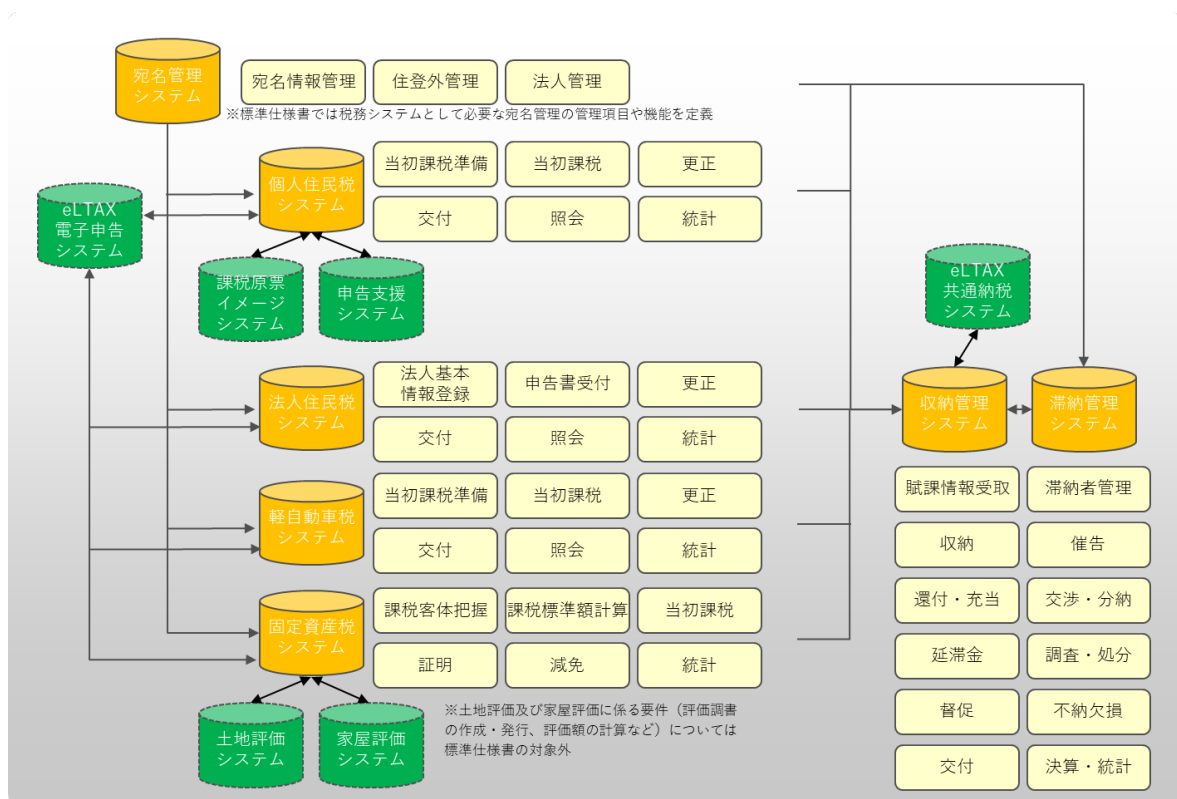 宛名管理
システム
宛名情報管理
住登外管理
法人管理
※標準仕様書では税務システムとして必要な宛名管理の管理項目や機能を定義
eLTAX
電子申告
システム
個人住民税
システム
当初課税準備
当初課税
更正
交付
照会
統計
課税原票
イメージ
システム
申告支援
システム
法人住民税
システム
法人基本
情報登録
申告書受付
更正
交付
照会
統計
軽自動車税
システム
当初課税準備
当初課税
更正
交付
照会
統計
固定資産税
システム
課税客体把握
課税標準額計算
当初課税
証明
減免
統計
土地評価
システム
家屋評価
システム
※土地評価及び家屋評価に係る要件（評価調書
の作成・発行、評価額の計算など）については
標準仕様書の対象外
eLTAX
共通納税
システム
収納管理
システム
滞納管理
システム
賦課情報受取
滞納者管理
収納
催告
還付・充当
交渉・分納
延滞金
調査・処分
督促
不納欠損
交付
決算・統計